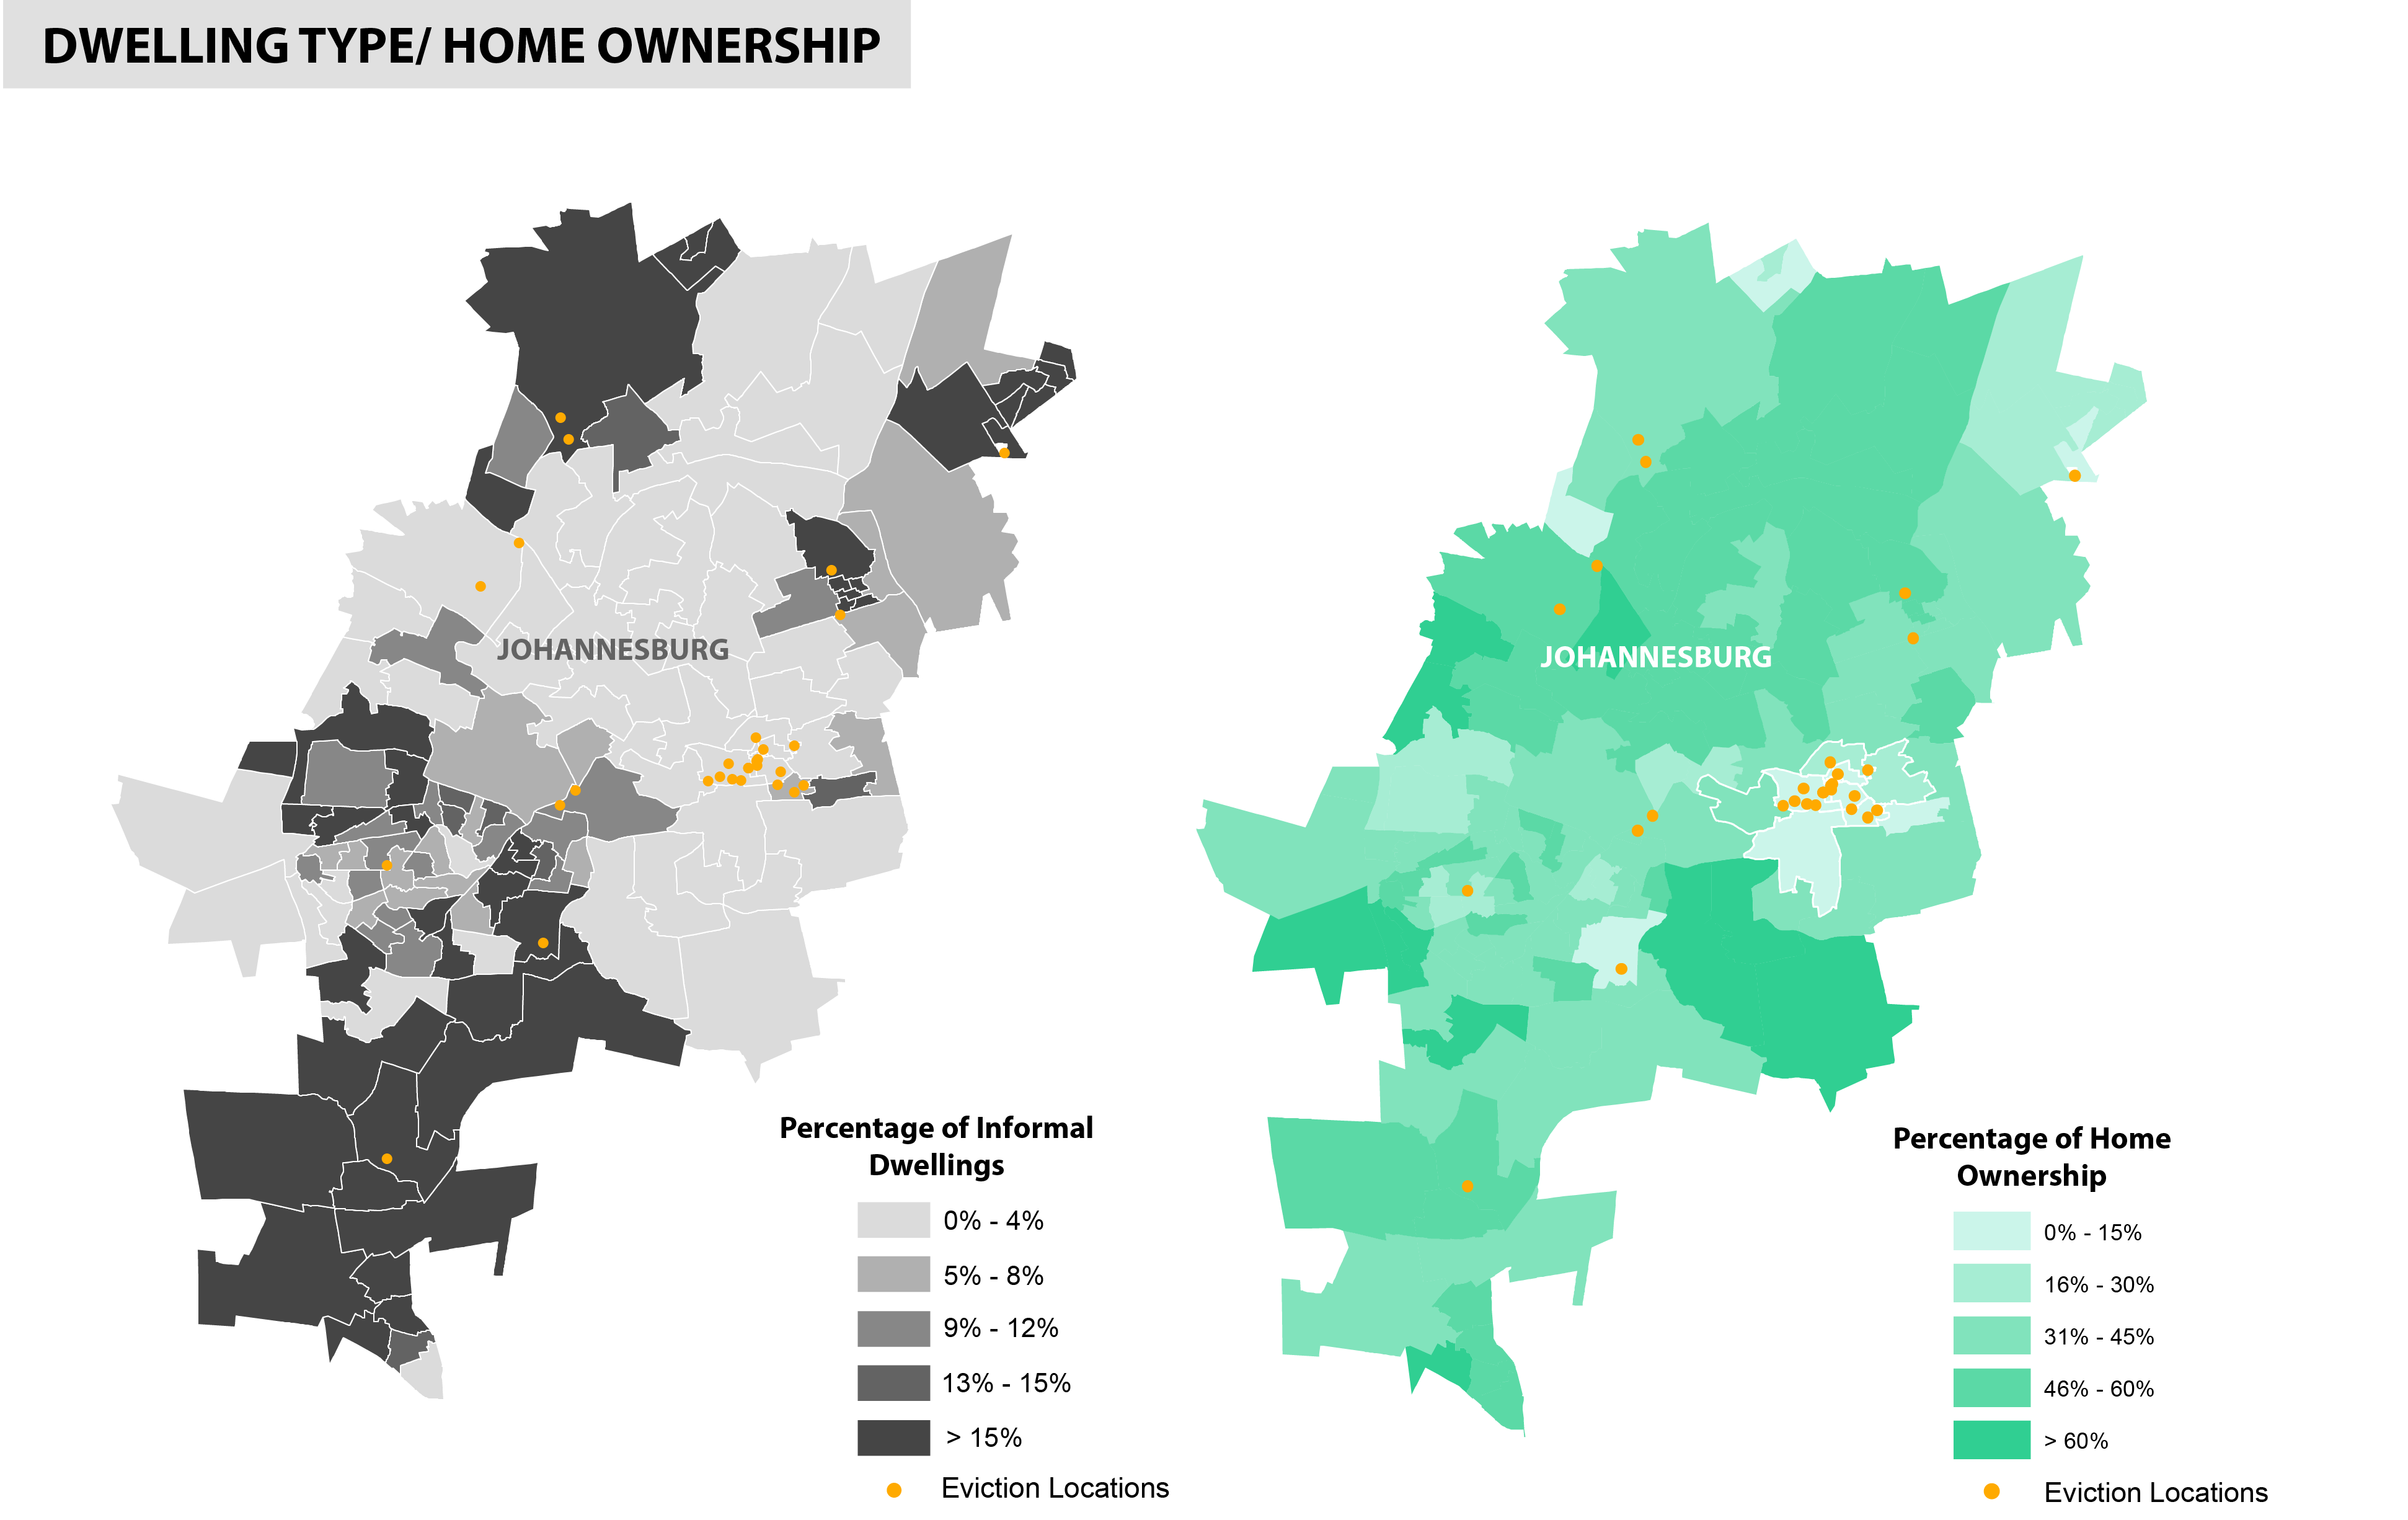 DWELLING TYPE/ HOME OWNERSHIP
JOHANNESBURG
Percentage of Informal
Dwellings
0% - 4%
5% - 8%
9% - 12%
13% - 15%
> 15%
Eviction Locations
JOHANNESBURG
Percentage of Home
Ownership
0% - 15%
16% - 30%
31% - 45%
46% - 60%
> 60%
Eviction Locations